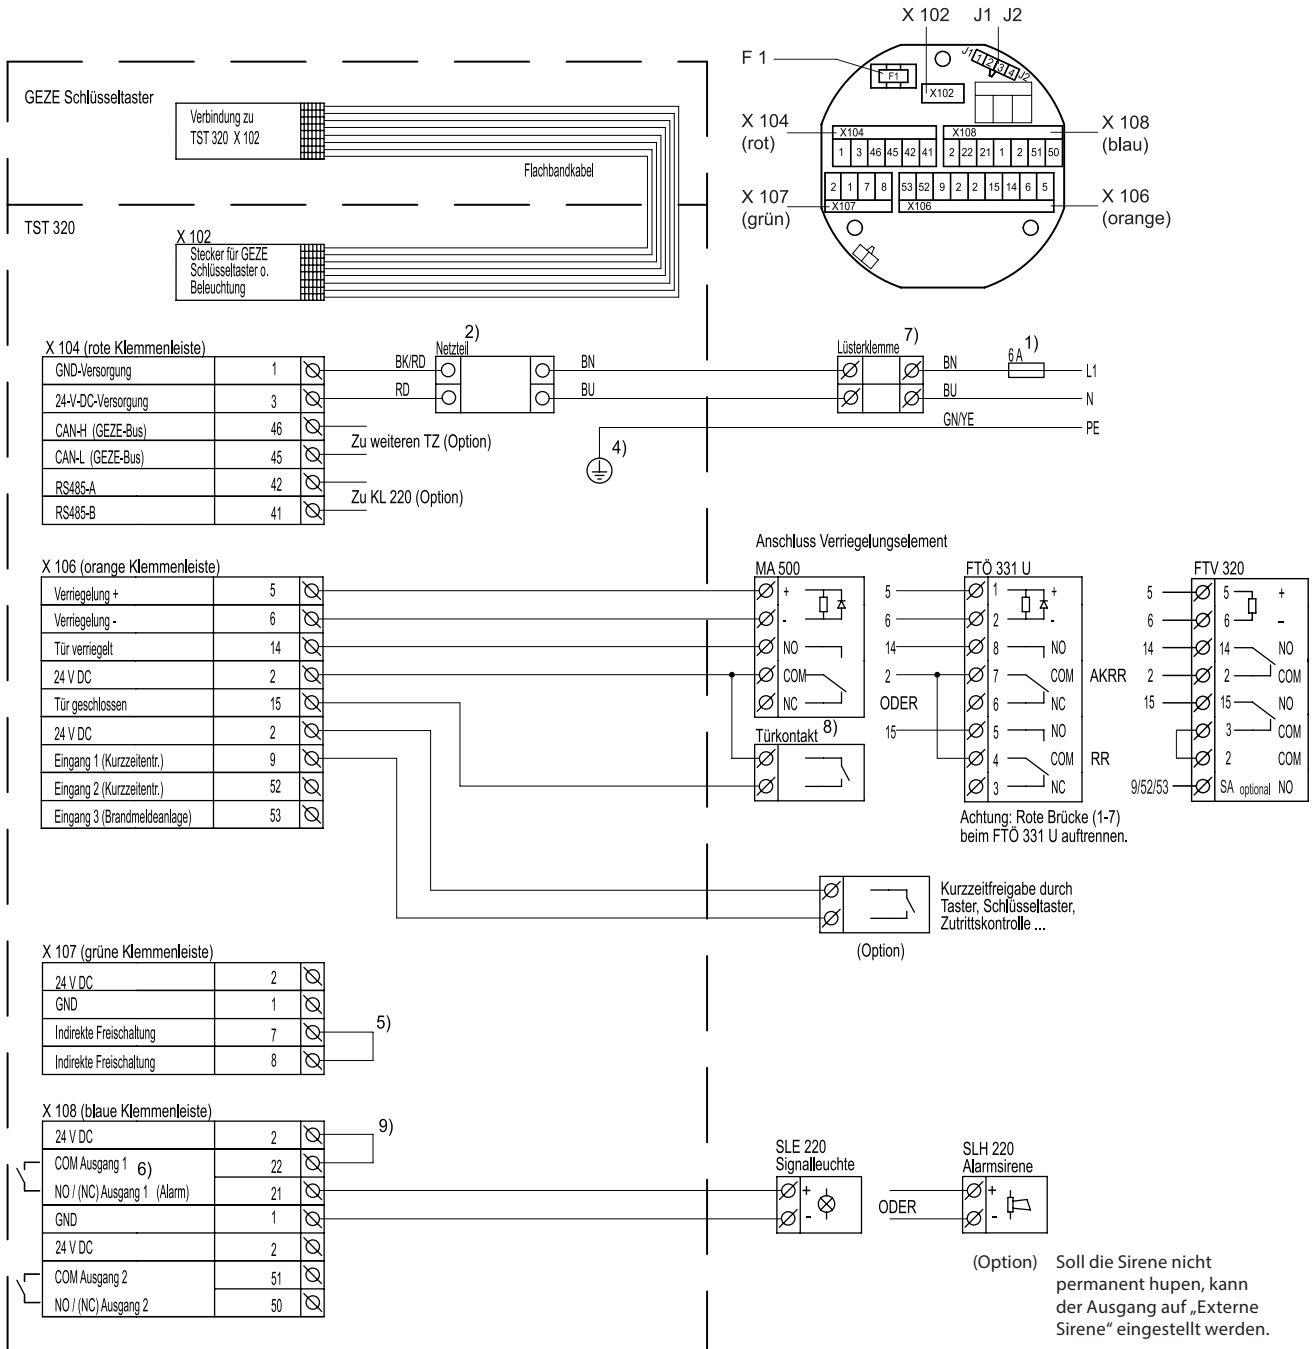 X 102 J1 J2
F 1
F1
X102
J1 1 2 3 4 J2
X 104
(rot)
X104
X108
X 108
(blau)
1 3 46 45 42 41 2 22 21 1 2 51 50
2 1 7 8 53 52 9 2 2 15 14 6 5
X 107
(grün)
X107
X106
X 106
(orange)
GEZE Schlüsseltaster
Verbindung zu
TST 320 X 102
Flachbandkabel
TST 320
X 102
Stecker für GEZE
Schlüsseltaster o.
Beleuchtung
X 104 (rote Klemmenleiste)
GND-Versorgung 1
24-V-DC-Versorgung 3
CAN-H (GEZE-Bus) 46
CAN-L (GEZE-Bus) 45
RS485-A 42
RS485-B 41
BK/RD
RD
2)
Netzteil
BN
BU
7)
Lüsterklemme
BN
BU
GN/YE
6 A 1)
L1
N
PE
Zu weiteren TZ (Option)
4)
Zu KL 220 (Option)
X 106 (orange Klemmenleiste)
Verriegelung + 5
Verriegelung - 6
Tür verriegelt 14
24 V DC 2
Tür geschlossen 15
24 V DC 2
Eingang 1 (Kurzzeitentr.) 9
Eingang 2 (Kurzzeitentr.) 52
Eingang 3 (Brandmeldeanlage) 53
Anschluss Verriegelungselement
MA 500
+
-
NO
COM
NC
Türkontakt 8)
5
6
14
2
ODER
15
FTÖ 331 U
1 +
2 -
8 NO
7 COM AKRR
6 NC
5 NO
4 COM RR
3 NC
Achtung: Rote Brücke (1-7)
beim FTÖ 331 U auftrennen.
FTV 320
5 5 +
6 6 –
14 14 NO
2 2 COM
15 15 NO
3 COM
2 COM
9/52/53 SA optional NO
Kurzzeitfreigabe durch
Taster, Schlüsseltaster,
Zutrittskontrolle ...
(Option)
X 107 (grüne Klemmenleiste)
24 V DC 2
GND 1
Indirekte Freischaltung 7
Indirekte Freischaltung 8
5)
X 108 (blaue Klemmenleiste)
24 V DC 2
COM Ausgang 1 6) 22
NO / (NC) Ausgang 1 (Alarm) 21
GND 1
24 V DC 2
COM Ausgang 2 51
NO / (NC) Ausgang 2 50
9)
SLE 220
Signalleuchte
+
-
ODER
SLH 220
Alarmsirene
+
-
(Option) Soll die Sirene nicht
permanent hupen, kann
der Ausgang auf „Externe
Sirene“ eingestellt werden.